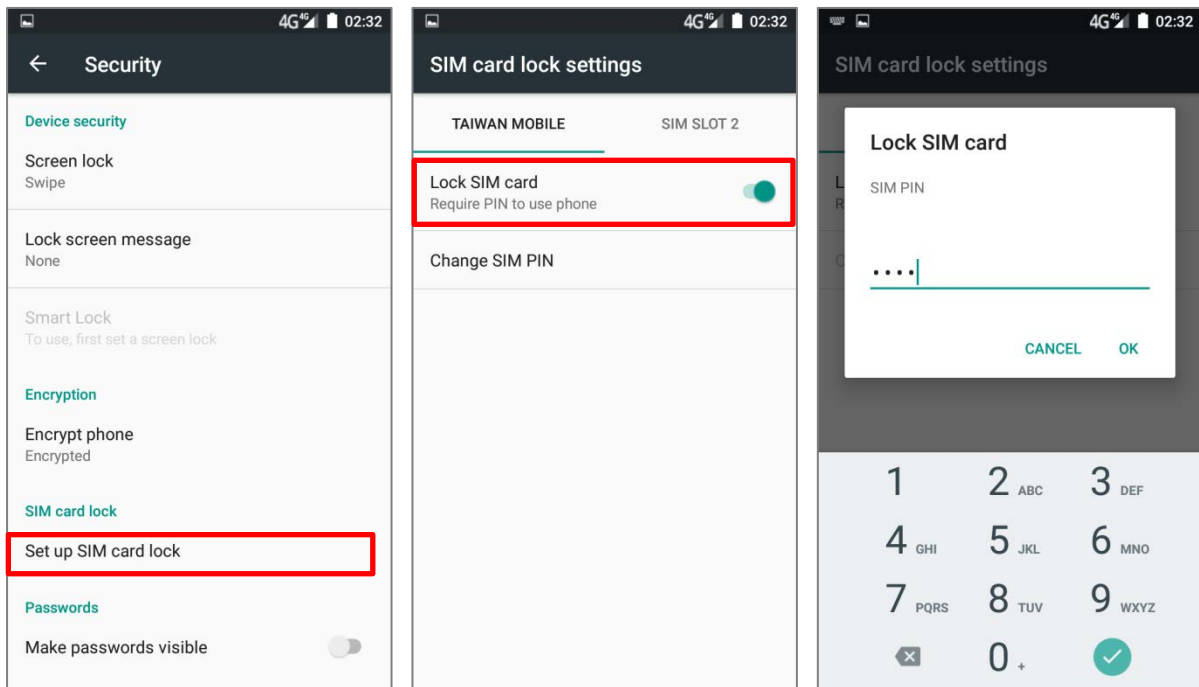 4G 4G 02:32
Security
Device security
Screen lock
Swipe
Lock screen message
None
Smart Lock
To use, first set a screen lock
Encryption
Encrypt phone
Encrypted
SIM card lock
Set up SIM card lock
Passwords
Make passwords visible
4G 4G 02:32
SIM card lock settings
TAIWAN MOBILE SIM SLOT 2
Lock SIM card
Require PIN to use phone
Change SIM PIN
4G 4G 02:32
SIM card lock settings
Lock SIM card
L
SIM PIN
R
C
....
CANCEL OK
1 2 ABC 3 DEF
4 GHI 5 JKL 6 MNO
7 PQRS 8 TUV 9 WXYZ
0 +